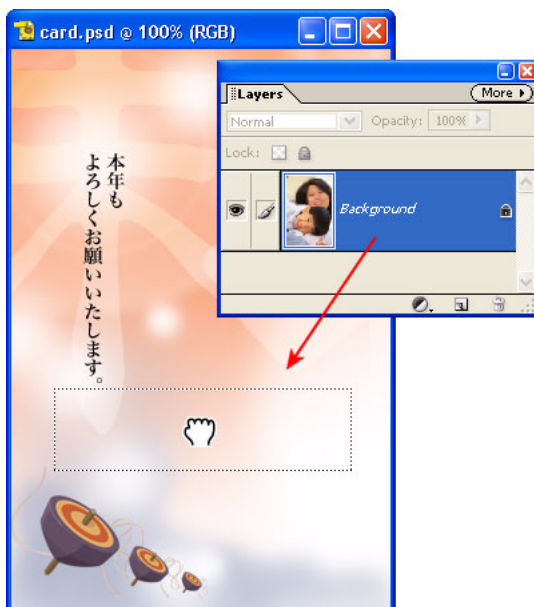 card.psd @ 100% (RGB)
Layers
More
Normal
Opacity: 100%
Lock:
Background
本年も
よろしくお願いいたします。